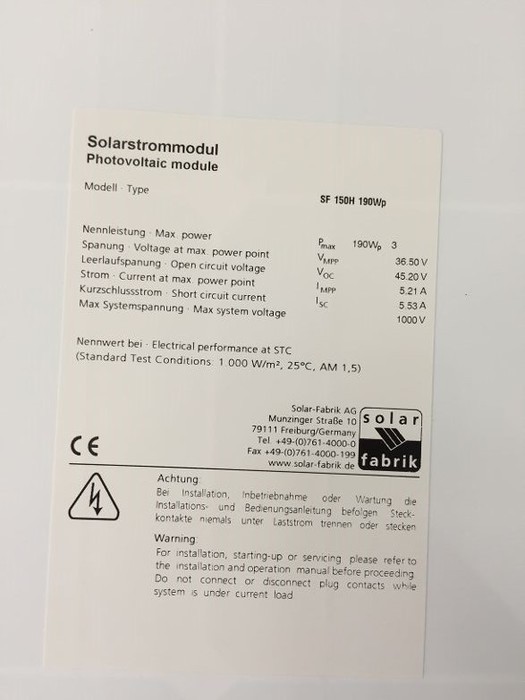 Solarstrommodul
Photovoltaic module
Modell · Type SF 150H 190Wp
Nennleistung · Max. power Pmax 190Wp 3
Spannung · Voltage at max. power point VMPP 36.50 V
Leerlaufspannung · Open circuit voltage VOC 45.20 V
Strom · Current at max. power point IMPP 5.21 A
Kurzschlussstrom · Short circuit current ISC 5.53 A
Max Systemspannung · Max system voltage 1000 V
Nennwert bei · Electrical performance at STC
(Standard Test Conditions: 1.000 W/m², 25°C, AM 1,5)
Solar-Fabrik AG
Munzinger Straße 10
79111 Freiburg/Germany
Tel. +49-(0)761-4000-0
Fax +49-(0)761-4000-199
www.solar-fabrik.de
solar
fabrik
CE
Achtung:
Bei Installation, Inbetriebnahme oder Wartung die
Installations- und Bedienungsanleitung befolgen. Steck-
kontakte niemals unter Laststrom trennen oder stecken
Warning:
For installation, starting-up or servicing please refer to
the installation and operation manual before proceeding.
Do not connect or disconnect plug contacts while
system is under current load.